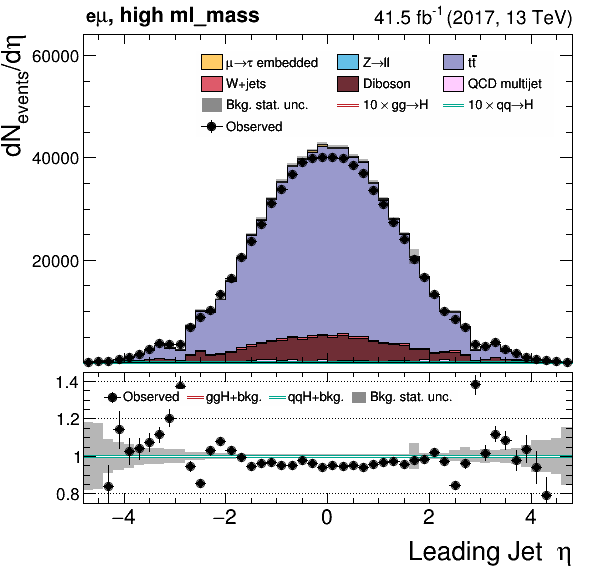 eμ, high ml_mass 41.5 fb⁻¹ (2017, 13 TeV)
dN_events/dη
60000
40000
20000
μ→τ embedded Z→ll tt̄
W+jets Diboson QCD multijet
Bkg. stat. unc. 10 × gg→H 10 × qq→H
Observed
1.4
1.2
1
0.8
Observed ggH+bkg. qqH+bkg. Bkg. stat. unc.
−4 −2 0 2 4
Leading Jet η